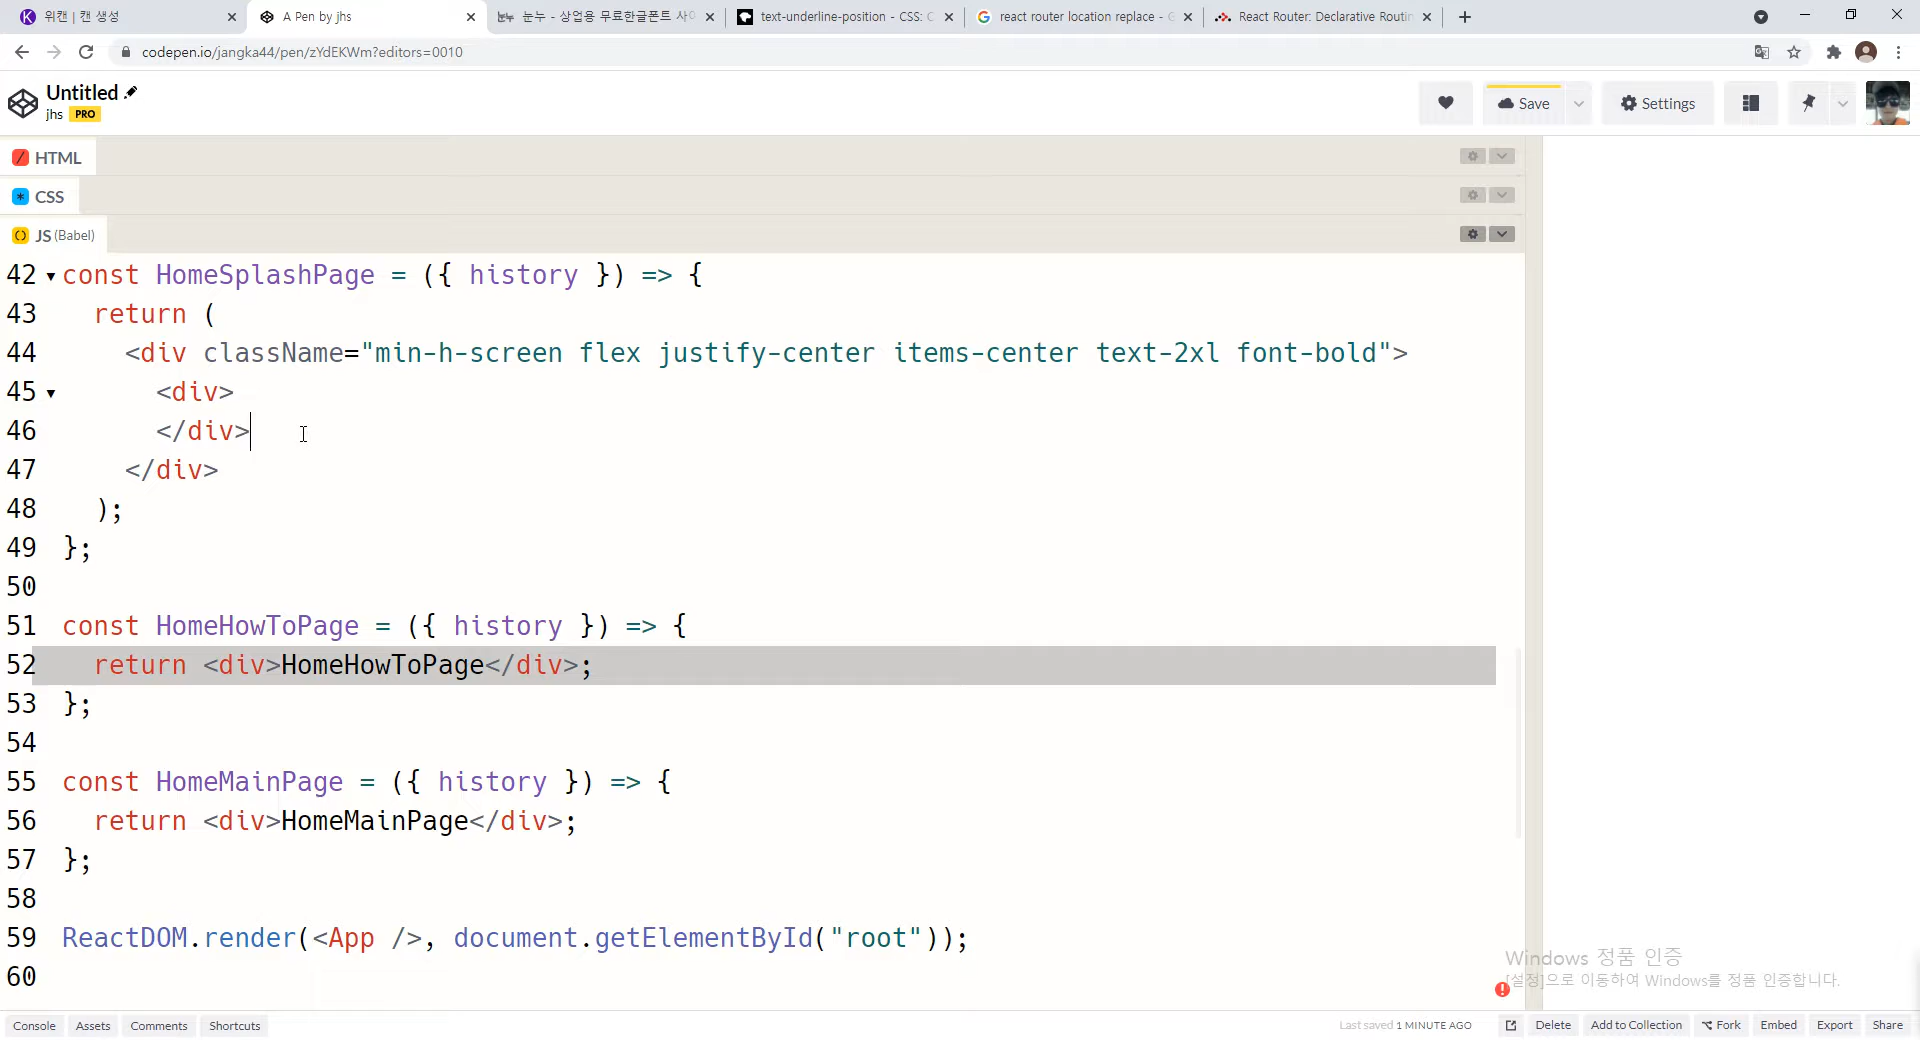 위캔 | 캔 생성
A Pen by jhs
눈누 - 상업용 무료한글폰트 사이
text-underline-position - CSS: C
react router location replace - G
React Router: Declarative Routin
codepen.io/jangka44/pen/zYdEKWm?editors=0010
Untitled
jhs PRO
Save
Settings
HTML
CSS
JS (Babel)
42 const HomeSplashPage = ({ history }) => {
43 return (
44 <div className="min-h-screen flex justify-center items-center text-2xl font-bold">
45 <div>
46 </div>
47 </div>
48 );
49 };
50
51 const HomeHowToPage = ({ history }) => {
52 return <div>HomeHowToPage</div>;
53 };
54
55 const HomeMainPage = ({ history }) => {
56 return <div>HomeMainPage</div>;
57 };
58
59 ReactDOM.render(<App />, document.getElementById("root"));
60
Windows 정품 인증
[설정]으로 이동하여 Windows를 정품 인증합니다.
Console Assets Comments Shortcuts Last saved 1 MINUTE AGO Delete Add to Collection Fork Embed Export Share